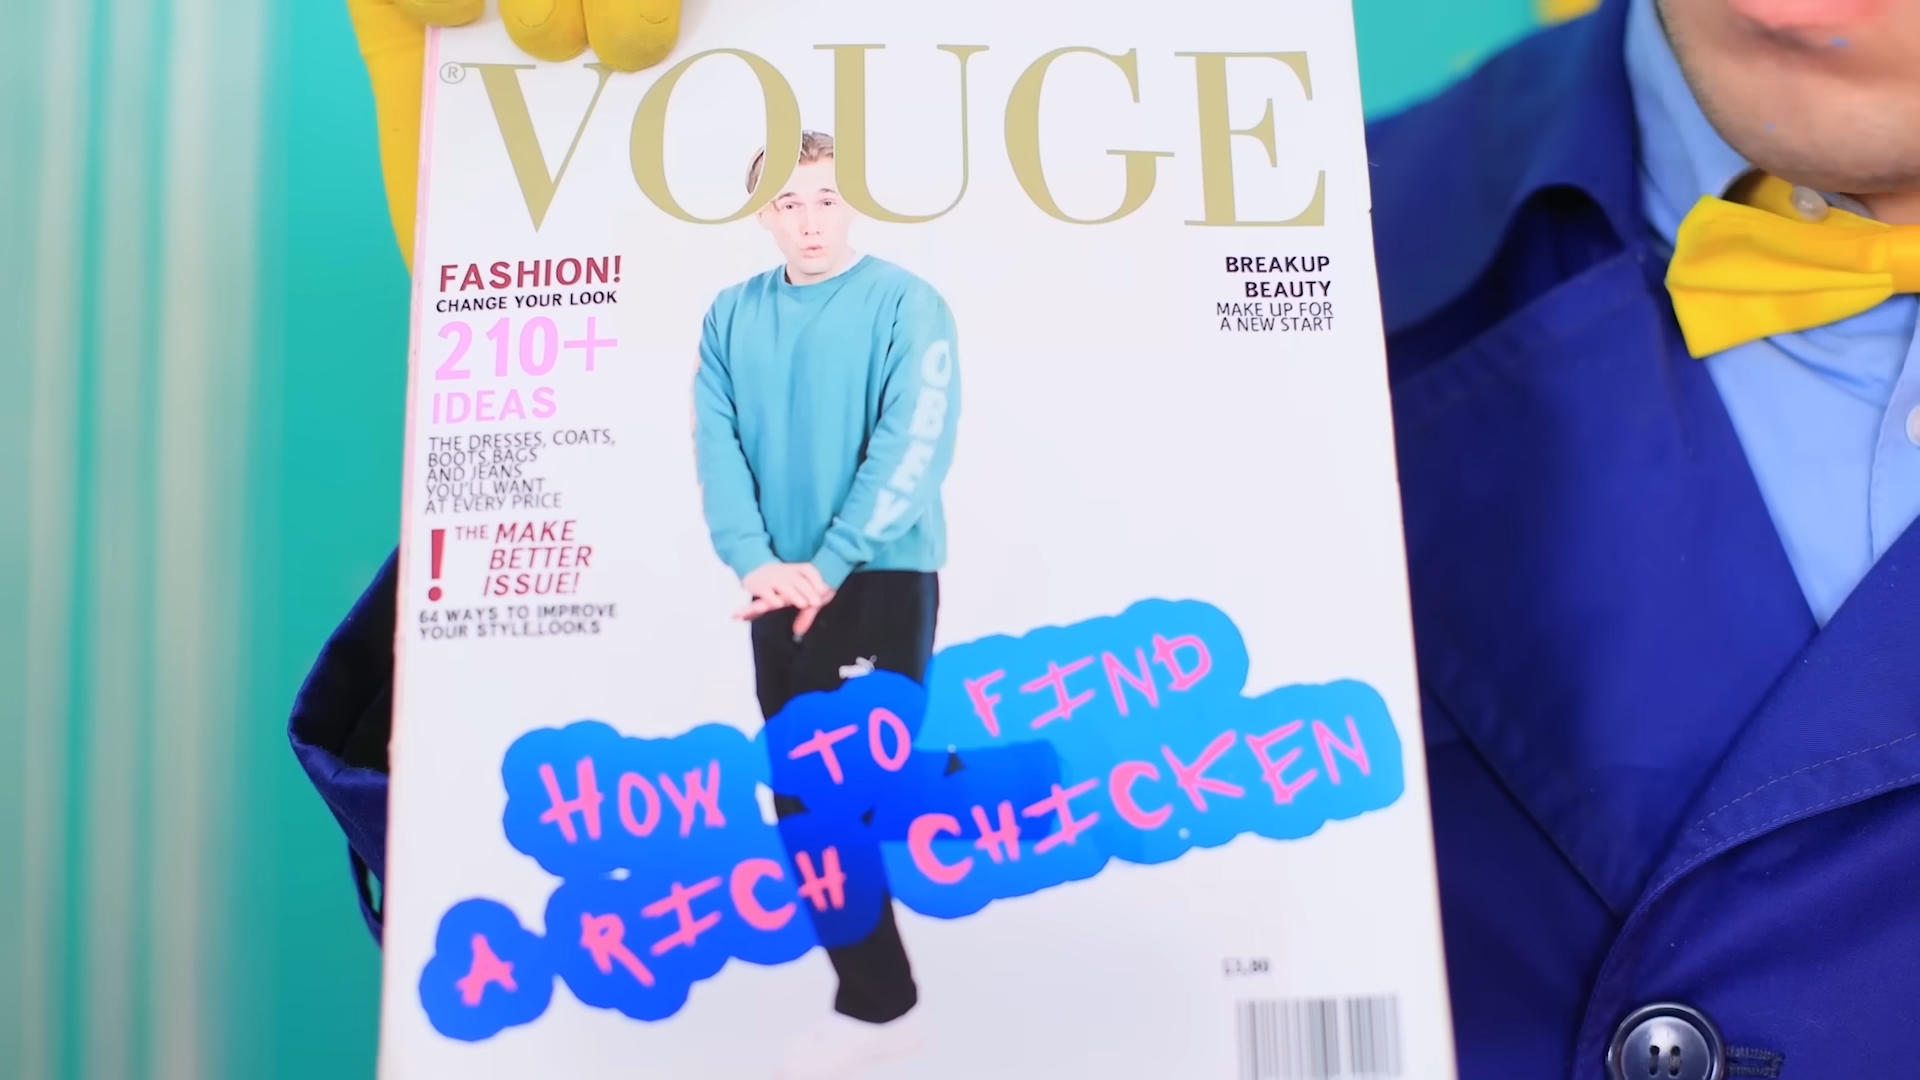 ® VOUGE
FASHION!
CHANGE YOUR LOOK
210+
IDEAS
THE DRESSES, COATS,
BOOTS,BAGS
AND JEANS
YOU'LL WANT
AT EVERY PRICE
! THE MAKE
BETTER
ISSUE!
64 WAYS TO IMPROVE
YOUR STYLE,LOOKS
BREAKUP
BEAUTY
MAKE UP FOR
A NEW START
OBEY
HOW TO FIND
A RICH CHICKEN